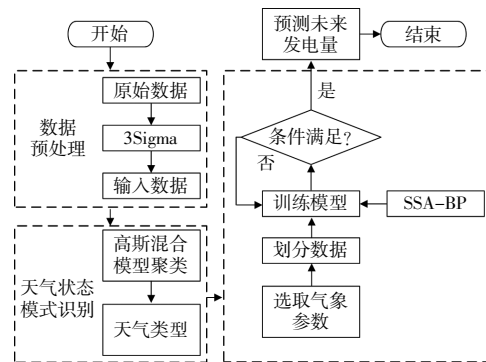 开始
数据
预处理
原始数据
3Sigma
输入数据
天气状态
模式识别
高斯混合
模型聚类
天气类型
预测未来
发电量
结束
是
条件满足?
否
训练模型
SSA-BP
划分数据
选取气象
参数